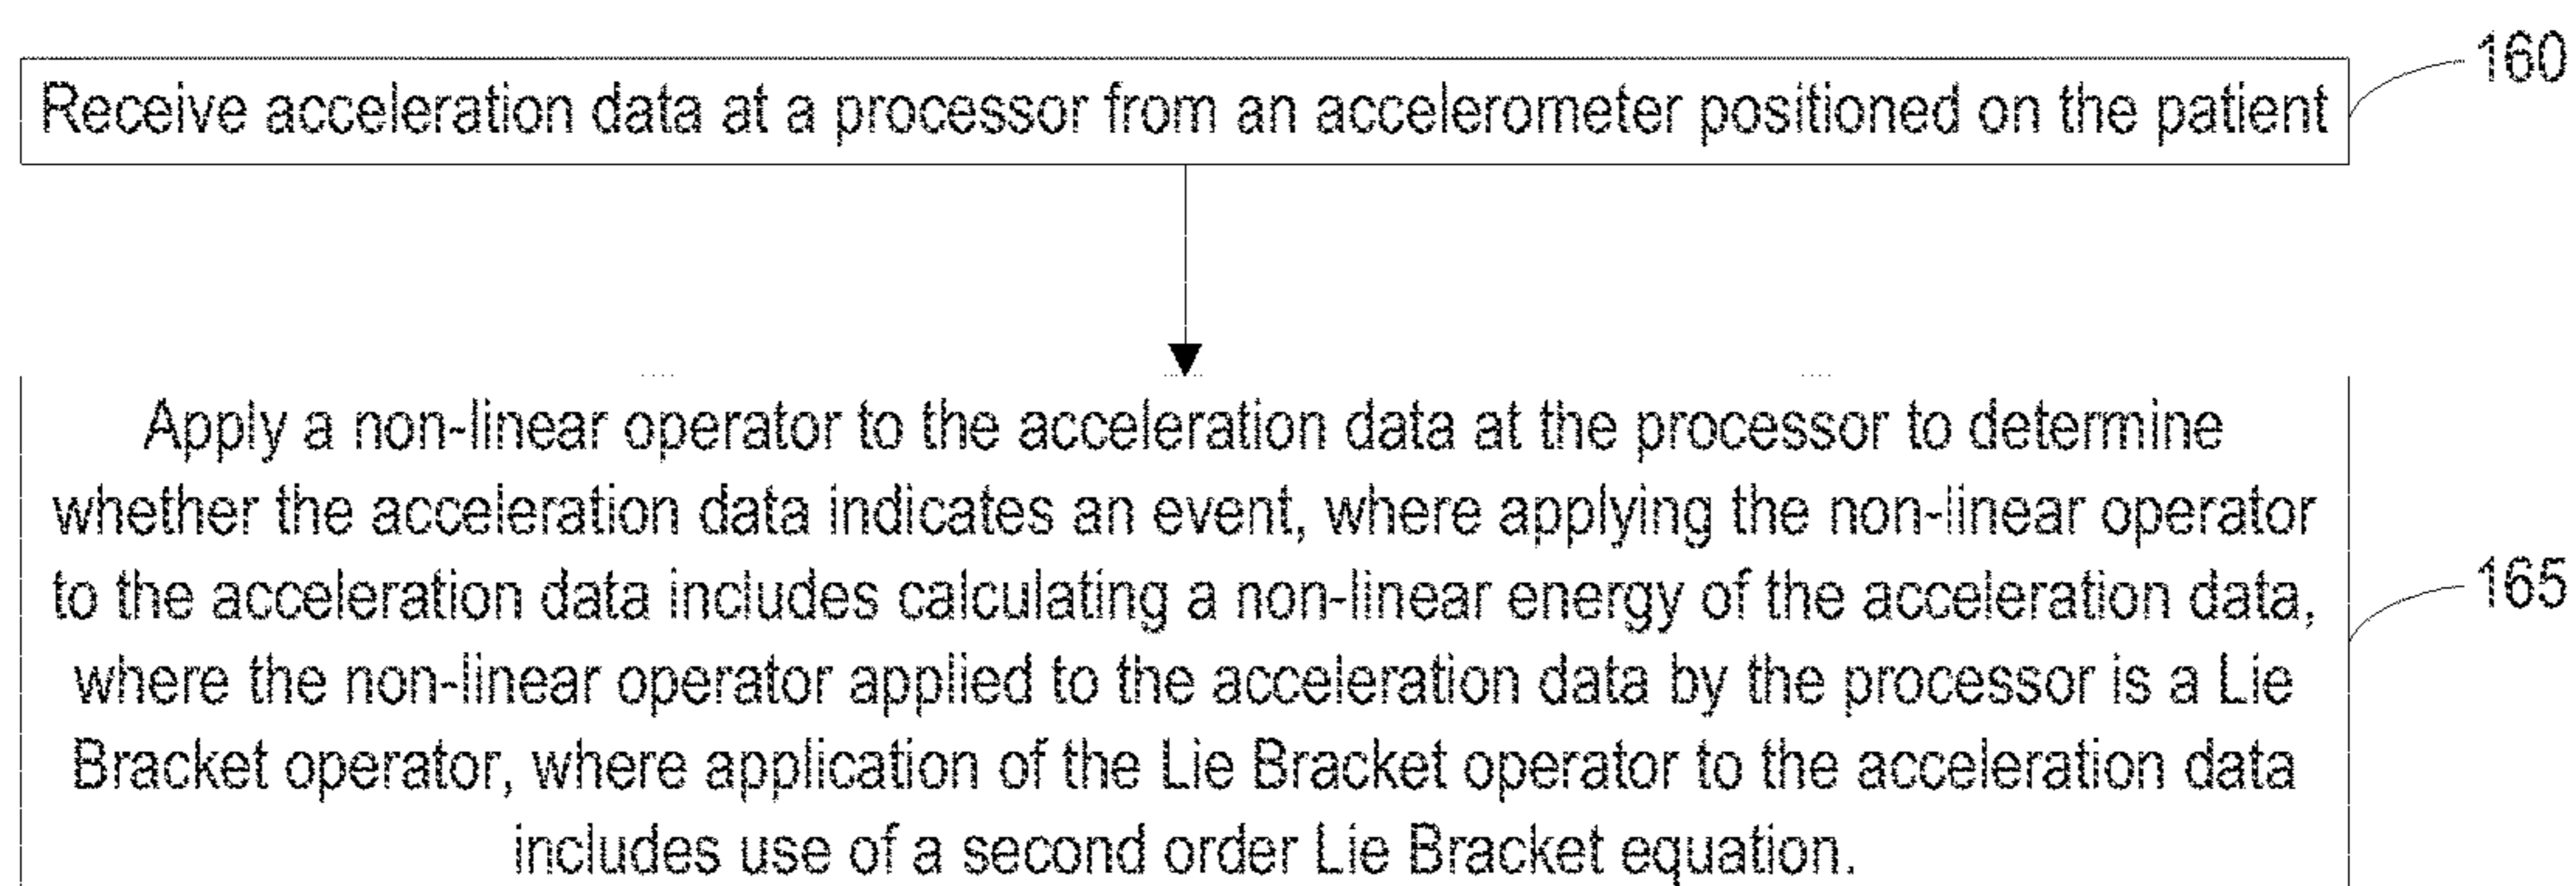 160
Receive acceleration data at a processor from an accelerometer positioned on the patient
Apply a non-linear operator to the acceleration data at the processor to determine
whether the acceleration data indicates an event, where applying the non-linear operator
to the acceleration data includes calculating a non-linear energy of the acceleration data,
165
where the non-linear operator applied to the acceleration data by the processor is a Lie
Bracket operator, where application of the Lie Bracket operator to the acceleration data
includes use of a second order Lie Bracket equation.